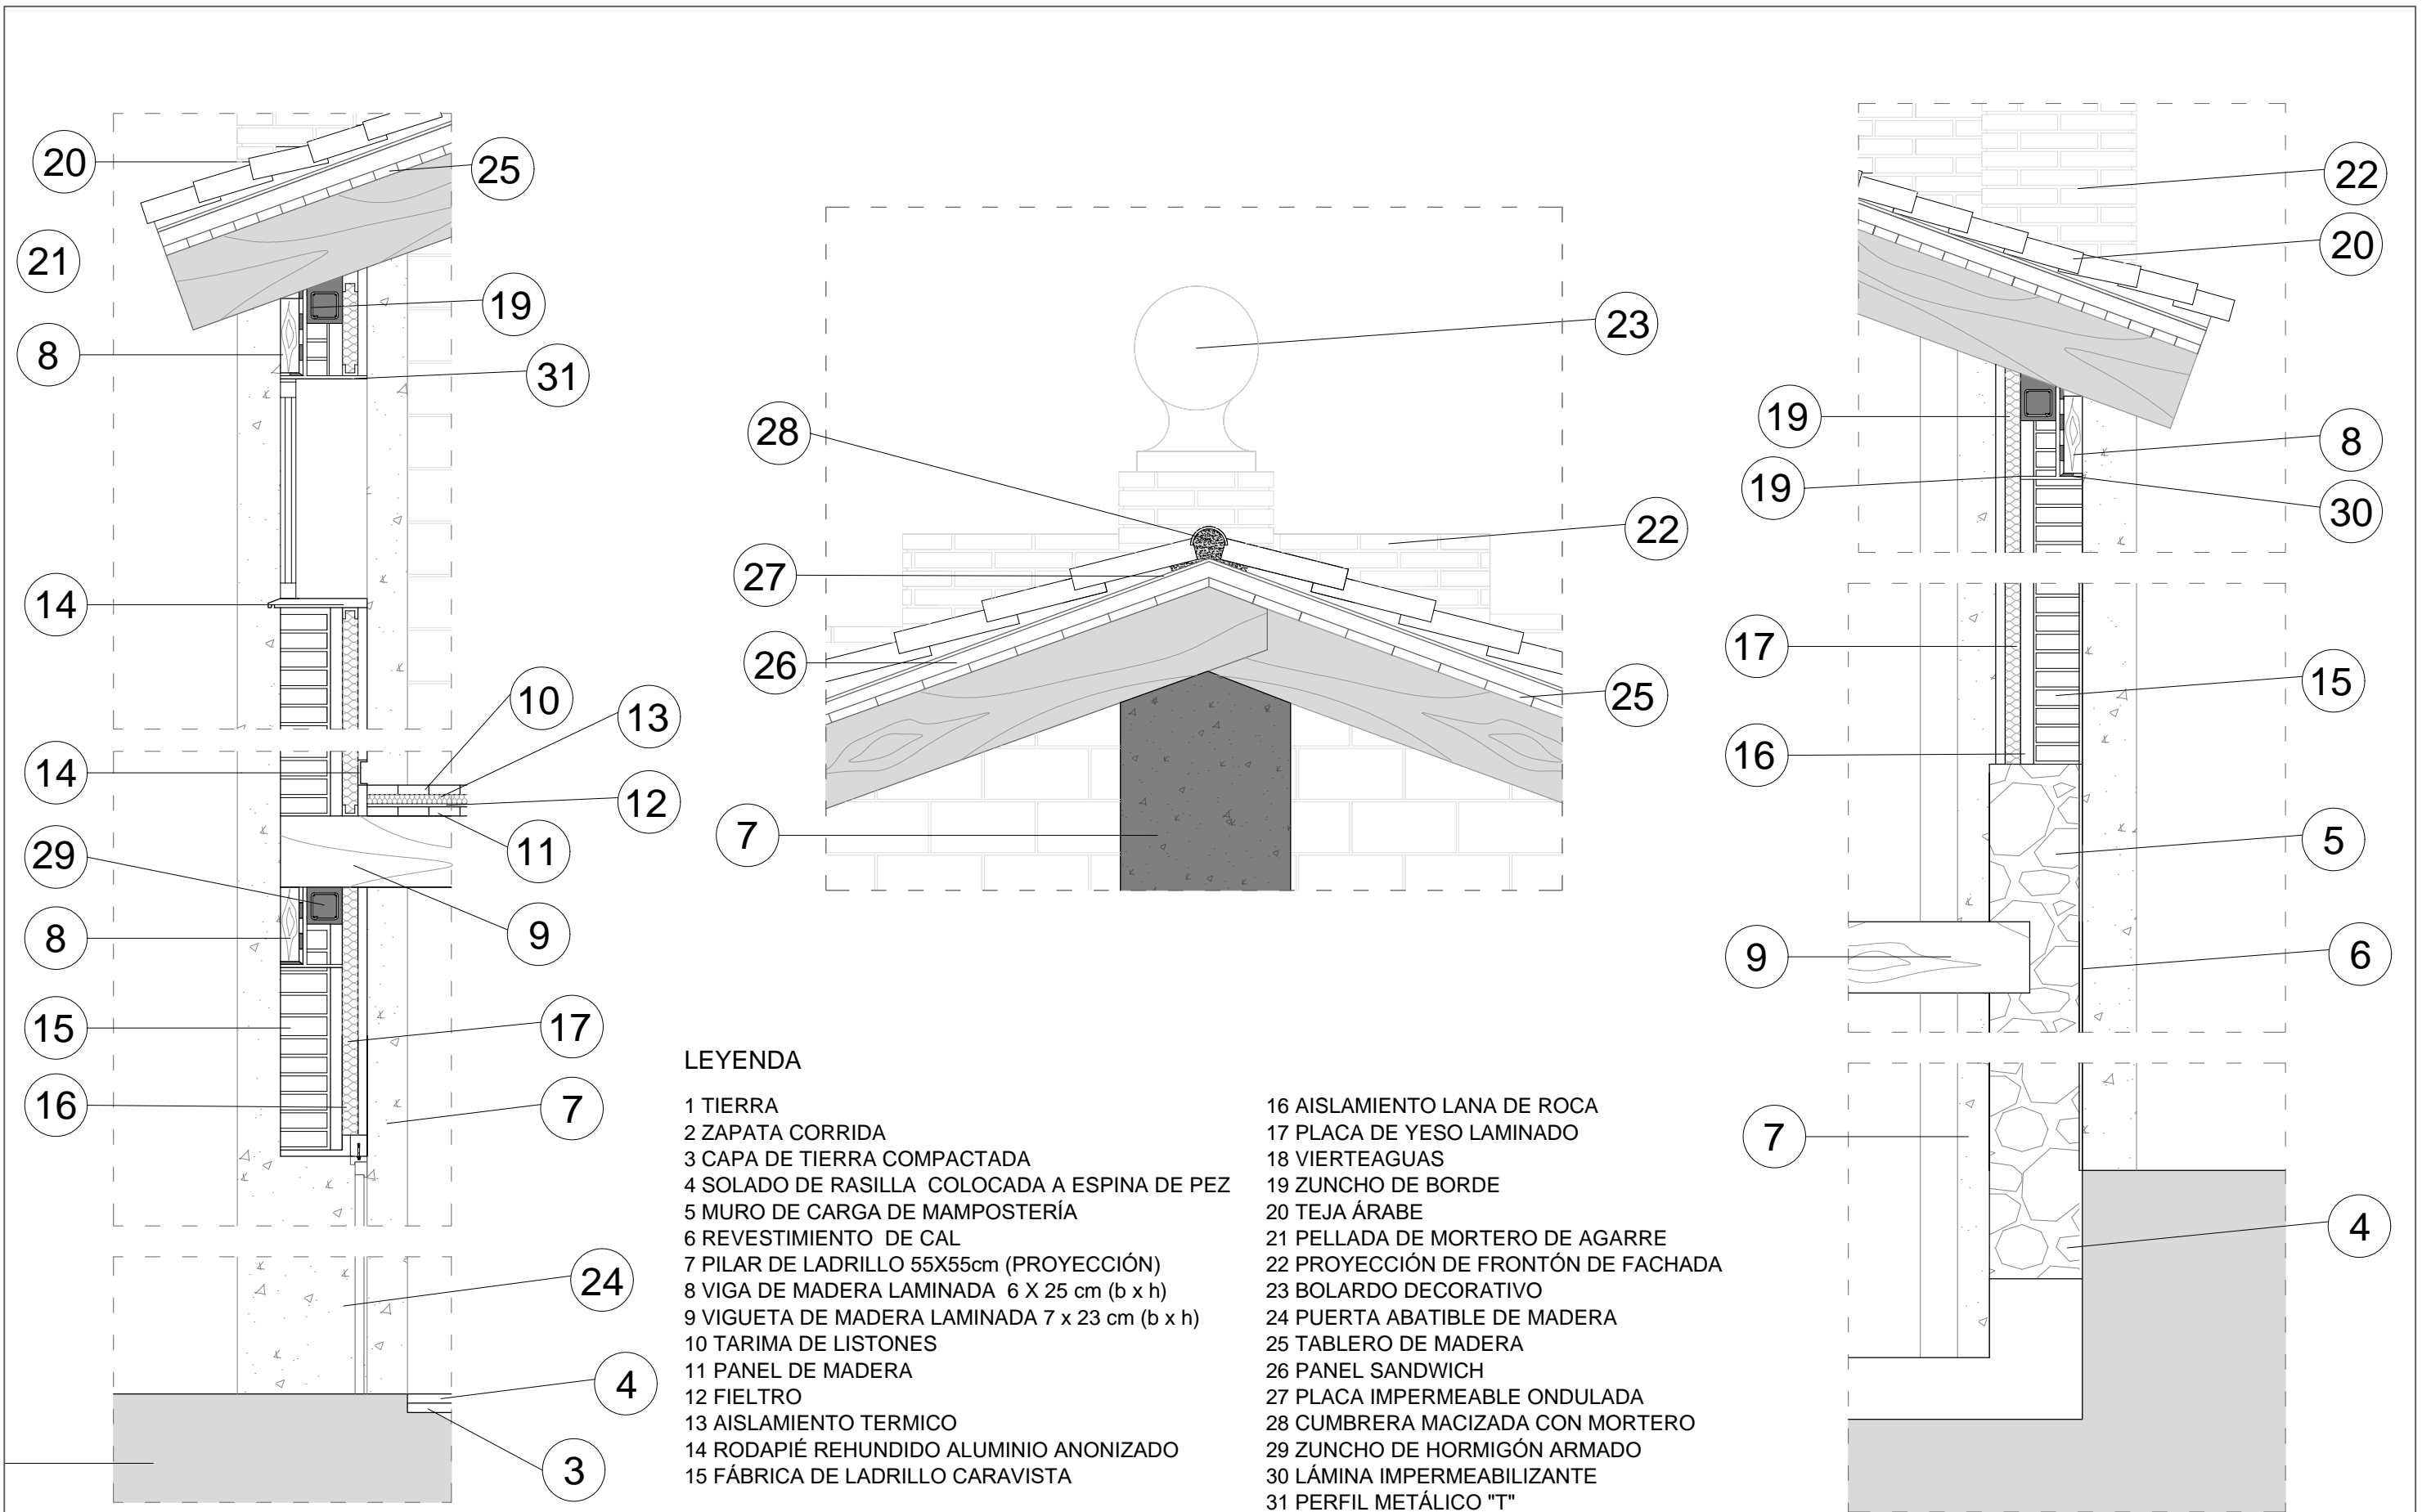 20
25
21
19
8
31
14
10
13
14
12
29
11
8
9
15
17
16
7
24
4
3
23
28
22
27
26
25
7
22
20
19
8
19
30
17
15
16
5
9
6
7
4
LEYENDA
1 TIERRA
2 ZAPATA CORRIDA
3 CAPA DE TIERRA COMPACTADA
4 SOLADO DE RASILLA COLOCADA A ESPINA DE PEZ
5 MURO DE CARGA DE MAMPOSTERÍA
6 REVESTIMIENTO DE CAL
7 PILAR DE LADRILLO 55X55cm (PROYECCIÓN)
8 VIGA DE MADERA LAMINADA 6 X 25 cm (b x h)
9 VIGUETA DE MADERA LAMINADA 7 x 23 cm (b x h)
10 TARIMA DE LISTONES
11 PANEL DE MADERA
12 FIELTRO
13 AISLAMIENTO TERMICO
14 RODAPIÉ REHUNDIDO ALUMINIO ANONIZADO
15 FÁBRICA DE LADRILLO CARAVISTA
16 AISLAMIENTO LANA DE ROCA
17 PLACA DE YESO LAMINADO
18 VIERTEAGUAS
19 ZUNCHO DE BORDE
20 TEJA ÁRABE
21 PELLADA DE MORTERO DE AGARRE
22 PROYECCIÓN DE FRONTÓN DE FACHADA
23 BOLARDO DECORATIVO
24 PUERTA ABATIBLE DE MADERA
25 TABLERO DE MADERA
26 PANEL SANDWICH
27 PLACA IMPERMEABLE ONDULADA
28 CUMBRERA MACIZADA CON MORTERO
29 ZUNCHO DE HORMIGÓN ARMADO
30 LÁMINA IMPERMEABILIZANTE
31 PERFIL METÁLICO "T"